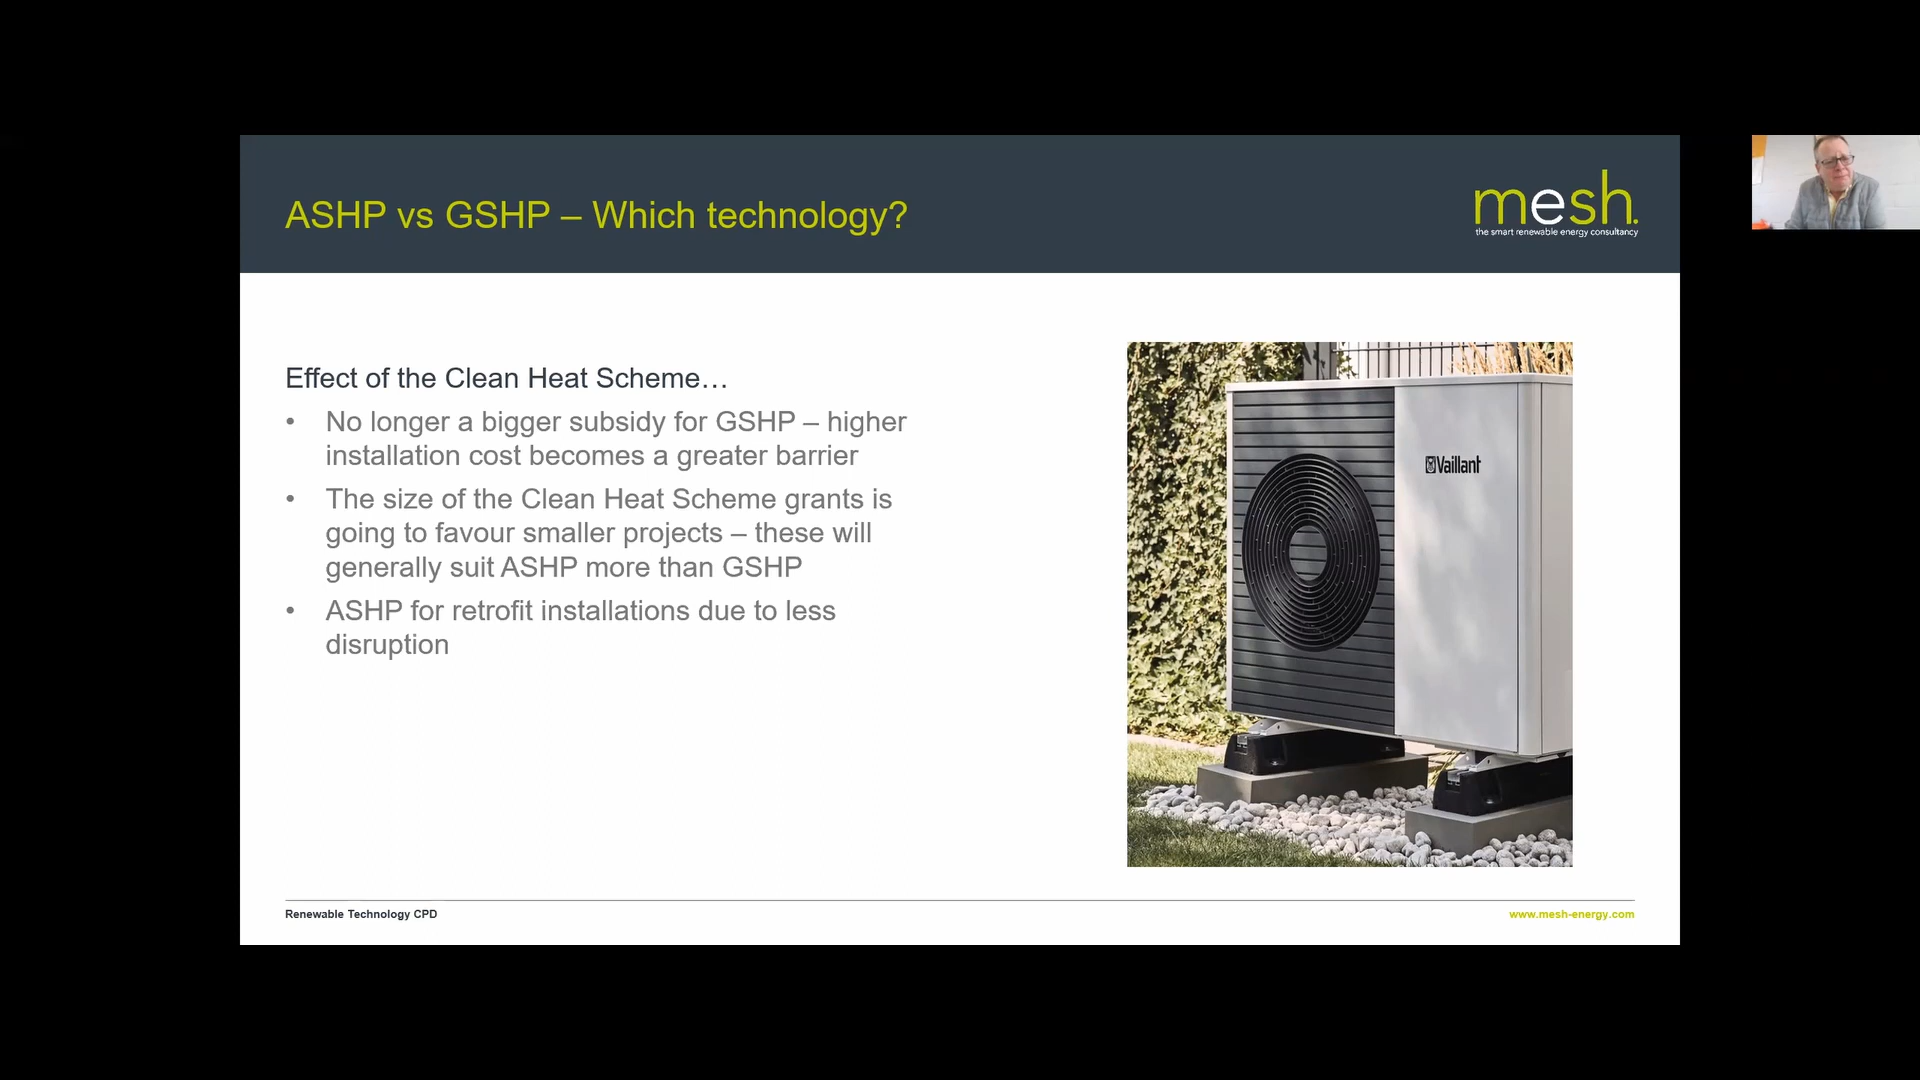 ASHP vs GSHP – Which technology?
mesh.
the smart renewable energy consultancy
Effect of the Clean Heat Scheme…
• No longer a bigger subsidy for GSHP – higher
installation cost becomes a greater barrier
• The size of the Clean Heat Scheme grants is
going to favour smaller projects – these will
generally suit ASHP more than GSHP
• ASHP for retrofit installations due to less
disruption
Vaillant
Renewable Technology CPD
www.mesh-energy.com